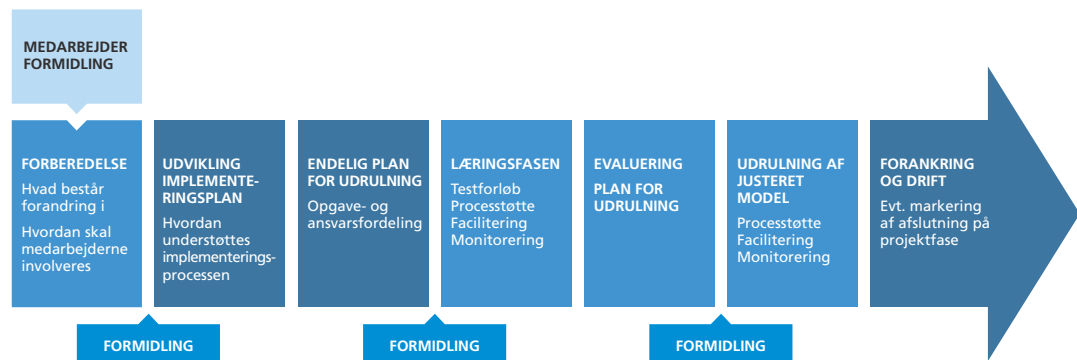 MEDARBEJDER
FORMIDLING
FORBEREDELSE
Hvad består
forandring i
Hvordan skal
medarbejderne
involveres
UDVIKLING
IMPLEMENTE-
RINGSPLAN
Hvordan
understøttes
implementerings-
processen
ENDELIG PLAN
FOR UDRULNING
Opgave- og
ansvarsfordeling
LÆRINGSFASEN
Testforløb
Processtøtte
Facilitering
Monitorering
EVALUERING
PLAN FOR
UDRULNING
UDRULNING AF
JUSTERET
MODEL
Processtøtte
Facilitering
Monitorering
FORANKRING
OG DRIFT
Evt. markering
af afslutning på
projektfase
FORMIDLING
FORMIDLING
FORMIDLING